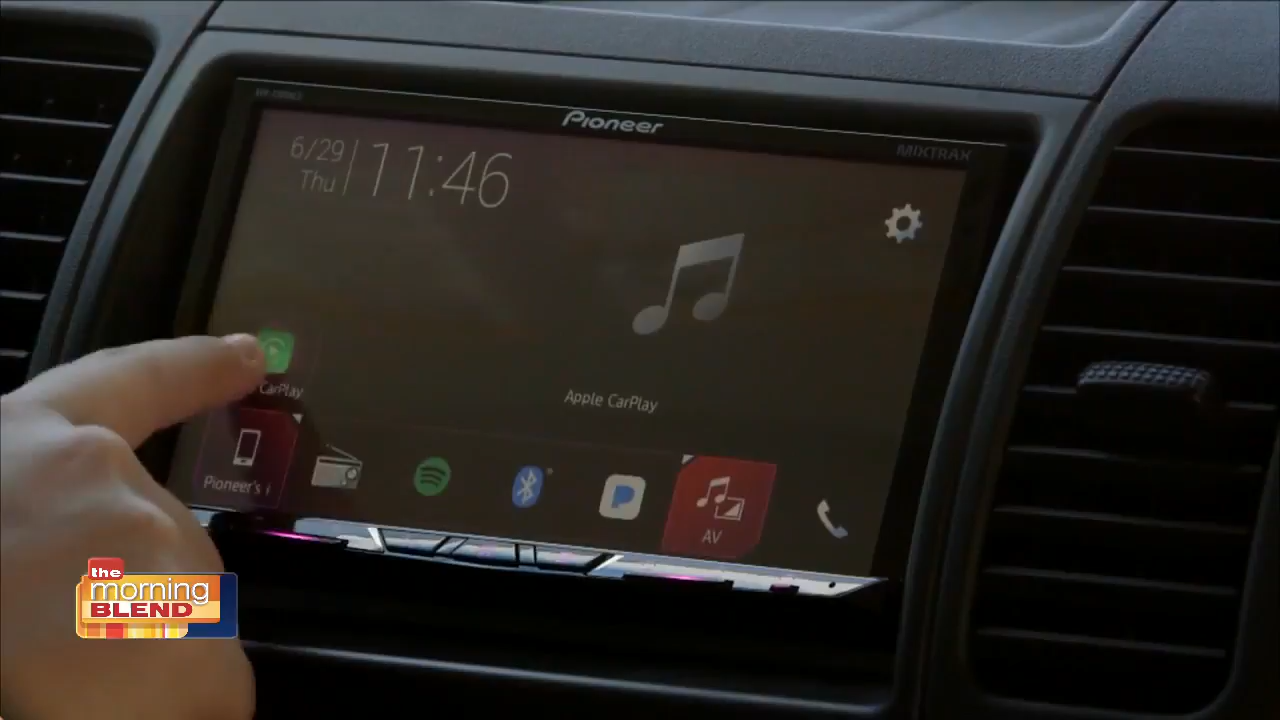 Pioneer
MIXTRAX
6/29
Thu
11:46
CarPlay
Apple CarPlay
Pioneer's i
AV
the
morning
BLEND